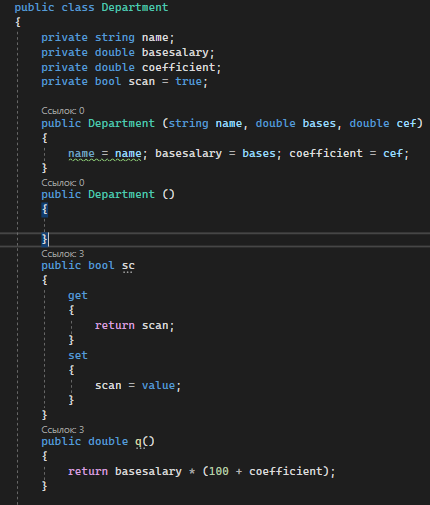 public class Department
{
private string name;
private double basesalary;
private double coefficient;
private bool scan = true;
Ссылок: 0
public Department (string name, double bases, double cef)
{
name = name; basesalary = bases; coefficient = cef;
}
Ссылок: 0
public Department ()
{
}
Ссылок: 3
public bool sc
{
get
{
return scan;
}
set
{
scan = value;
}
}
Ссылок: 3
public double q()
{
return basesalary * (100 + coefficient);
}